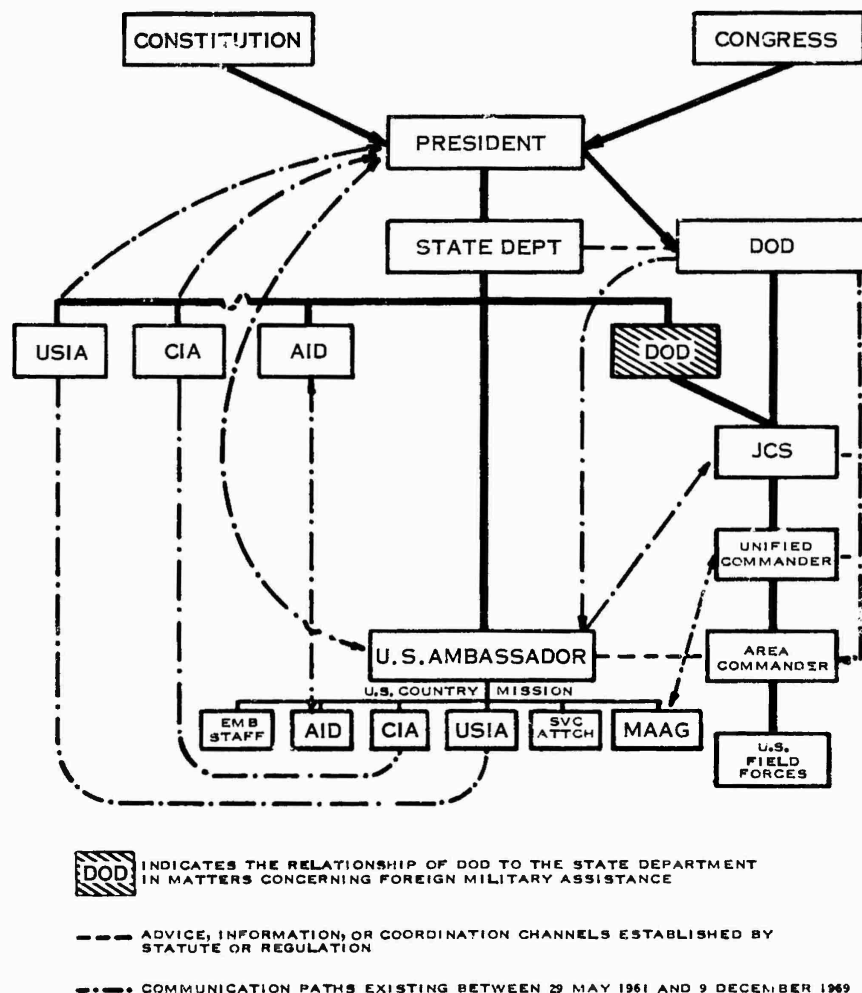 CONSTITUTION
CONGRESS
PRESIDENT
STATE DEPT
DOD
USIA
CIA
AID
DOD
JCS
UNIFIED
COMMANDER
U.S. AMBASSADOR
AREA
COMMANDER
U.S. COUNTRY MISSION
EMB
STAFF
AID
CIA
USIA
SVC
ATTCH
MAAG
U.S.
FIELD
FORCES
DOD
INDICATES THE RELATIONSHIP OF DOD TO THE STATE DEPARTMENT
IN MATTERS CONCERNING FOREIGN MILITARY ASSISTANCE
ADVICE, INFORMATION, OR COORDINATION CHANNELS ESTABLISHED BY
STATUTE OR REGULATION
COMMUNICATION PATHS EXISTING BETWEEN 29 MAY 1961 AND 9 DECEMBER 1969